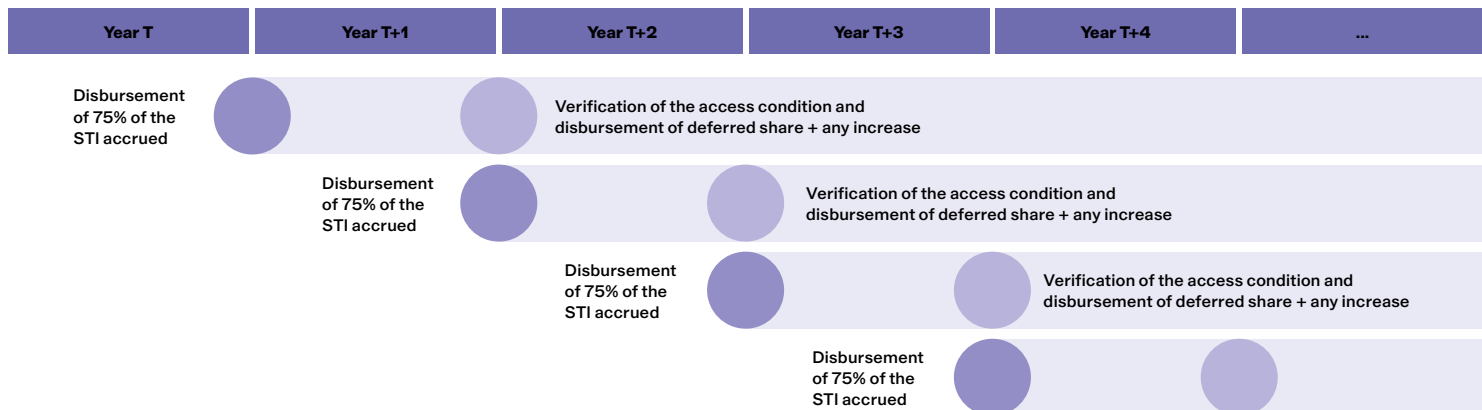 Year T
Year T+1
Year T+2
Year T+3
Year T+4
...
Disbursement
of 75% of the
STI accrued
Verification of the access condition and
disbursement of deferred share + any increase
Disbursement
of 75% of the
STI accrued
Verification of the access condition and
disbursement of deferred share + any increase
Disbursement
of 75% of the
STI accrued
Verification of the access condition and
disbursement of deferred share + any increase
Disbursement
of 75% of the
STI accrued